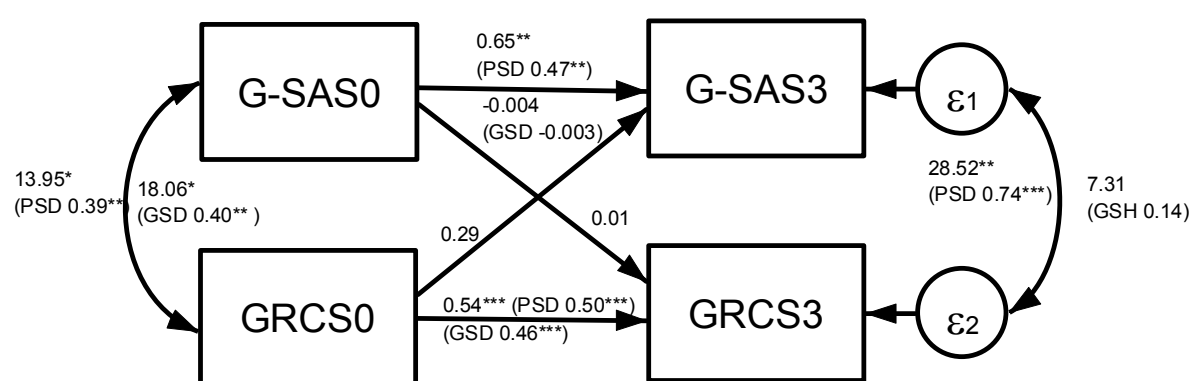 0.65**
(PSD 0.47**)
G-SAS0
G-SAS3
ε1
-0.004
(GSD -0.003)
13.95*
(PSD 0.39**
18.06*
(GSD 0.40** )
28.52**
(PSD 0.74***)
7.31
(GSH 0.14)
0.29
0.01
0.54*** (PSD 0.50***)
(GSD 0.46***)
GRCS0
GRCS3
ε2